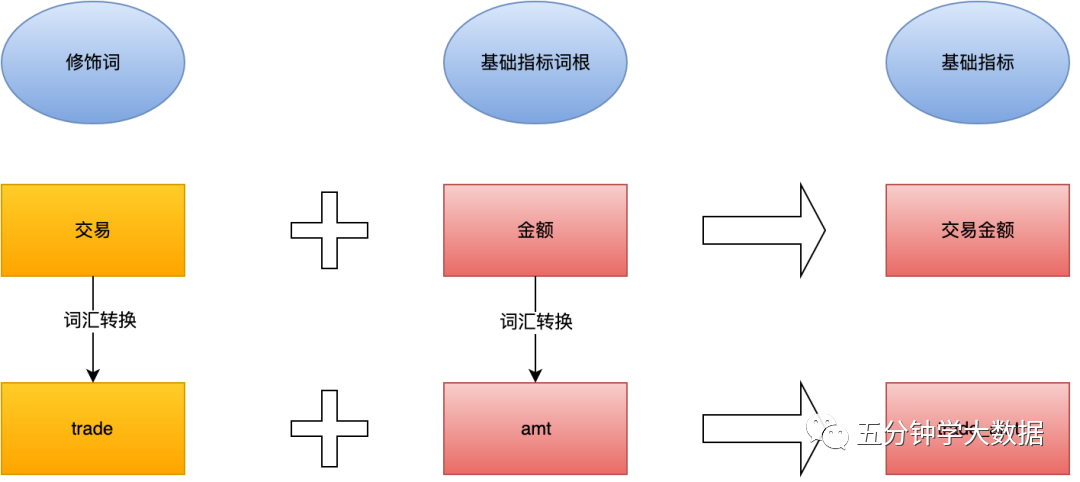 修饰词
基础指标词根
基础指标
交易
金额
交易金额
词汇转换
词汇转换
trade
amt
trade_amt
五分钟学大数据